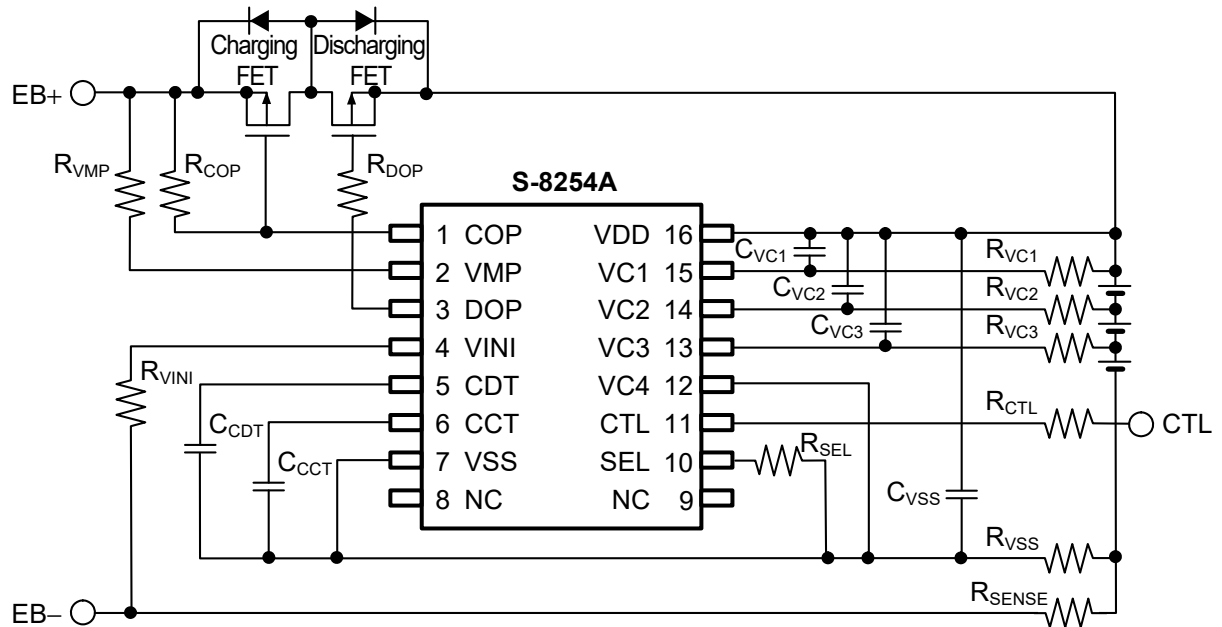 Charging Discharging
FET FET
EB+
R_VMP R_COP R_DOP
S-8254A
1 COP VDD 16
2 VMP VC1 15
3 DOP VC2 14
4 VINI VC3 13
5 CDT VC4 12
6 CCT CTL 11
7 VSS SEL 10
8 NC NC 9
C_VC1 R_VC1
C_VC2 R_VC2
C_VC3 R_VC3
R_VINI
C_CDT
C_CCT
R_CTL CTL
R_SEL
C_VSS
R_VSS
R_SENSE
EB−